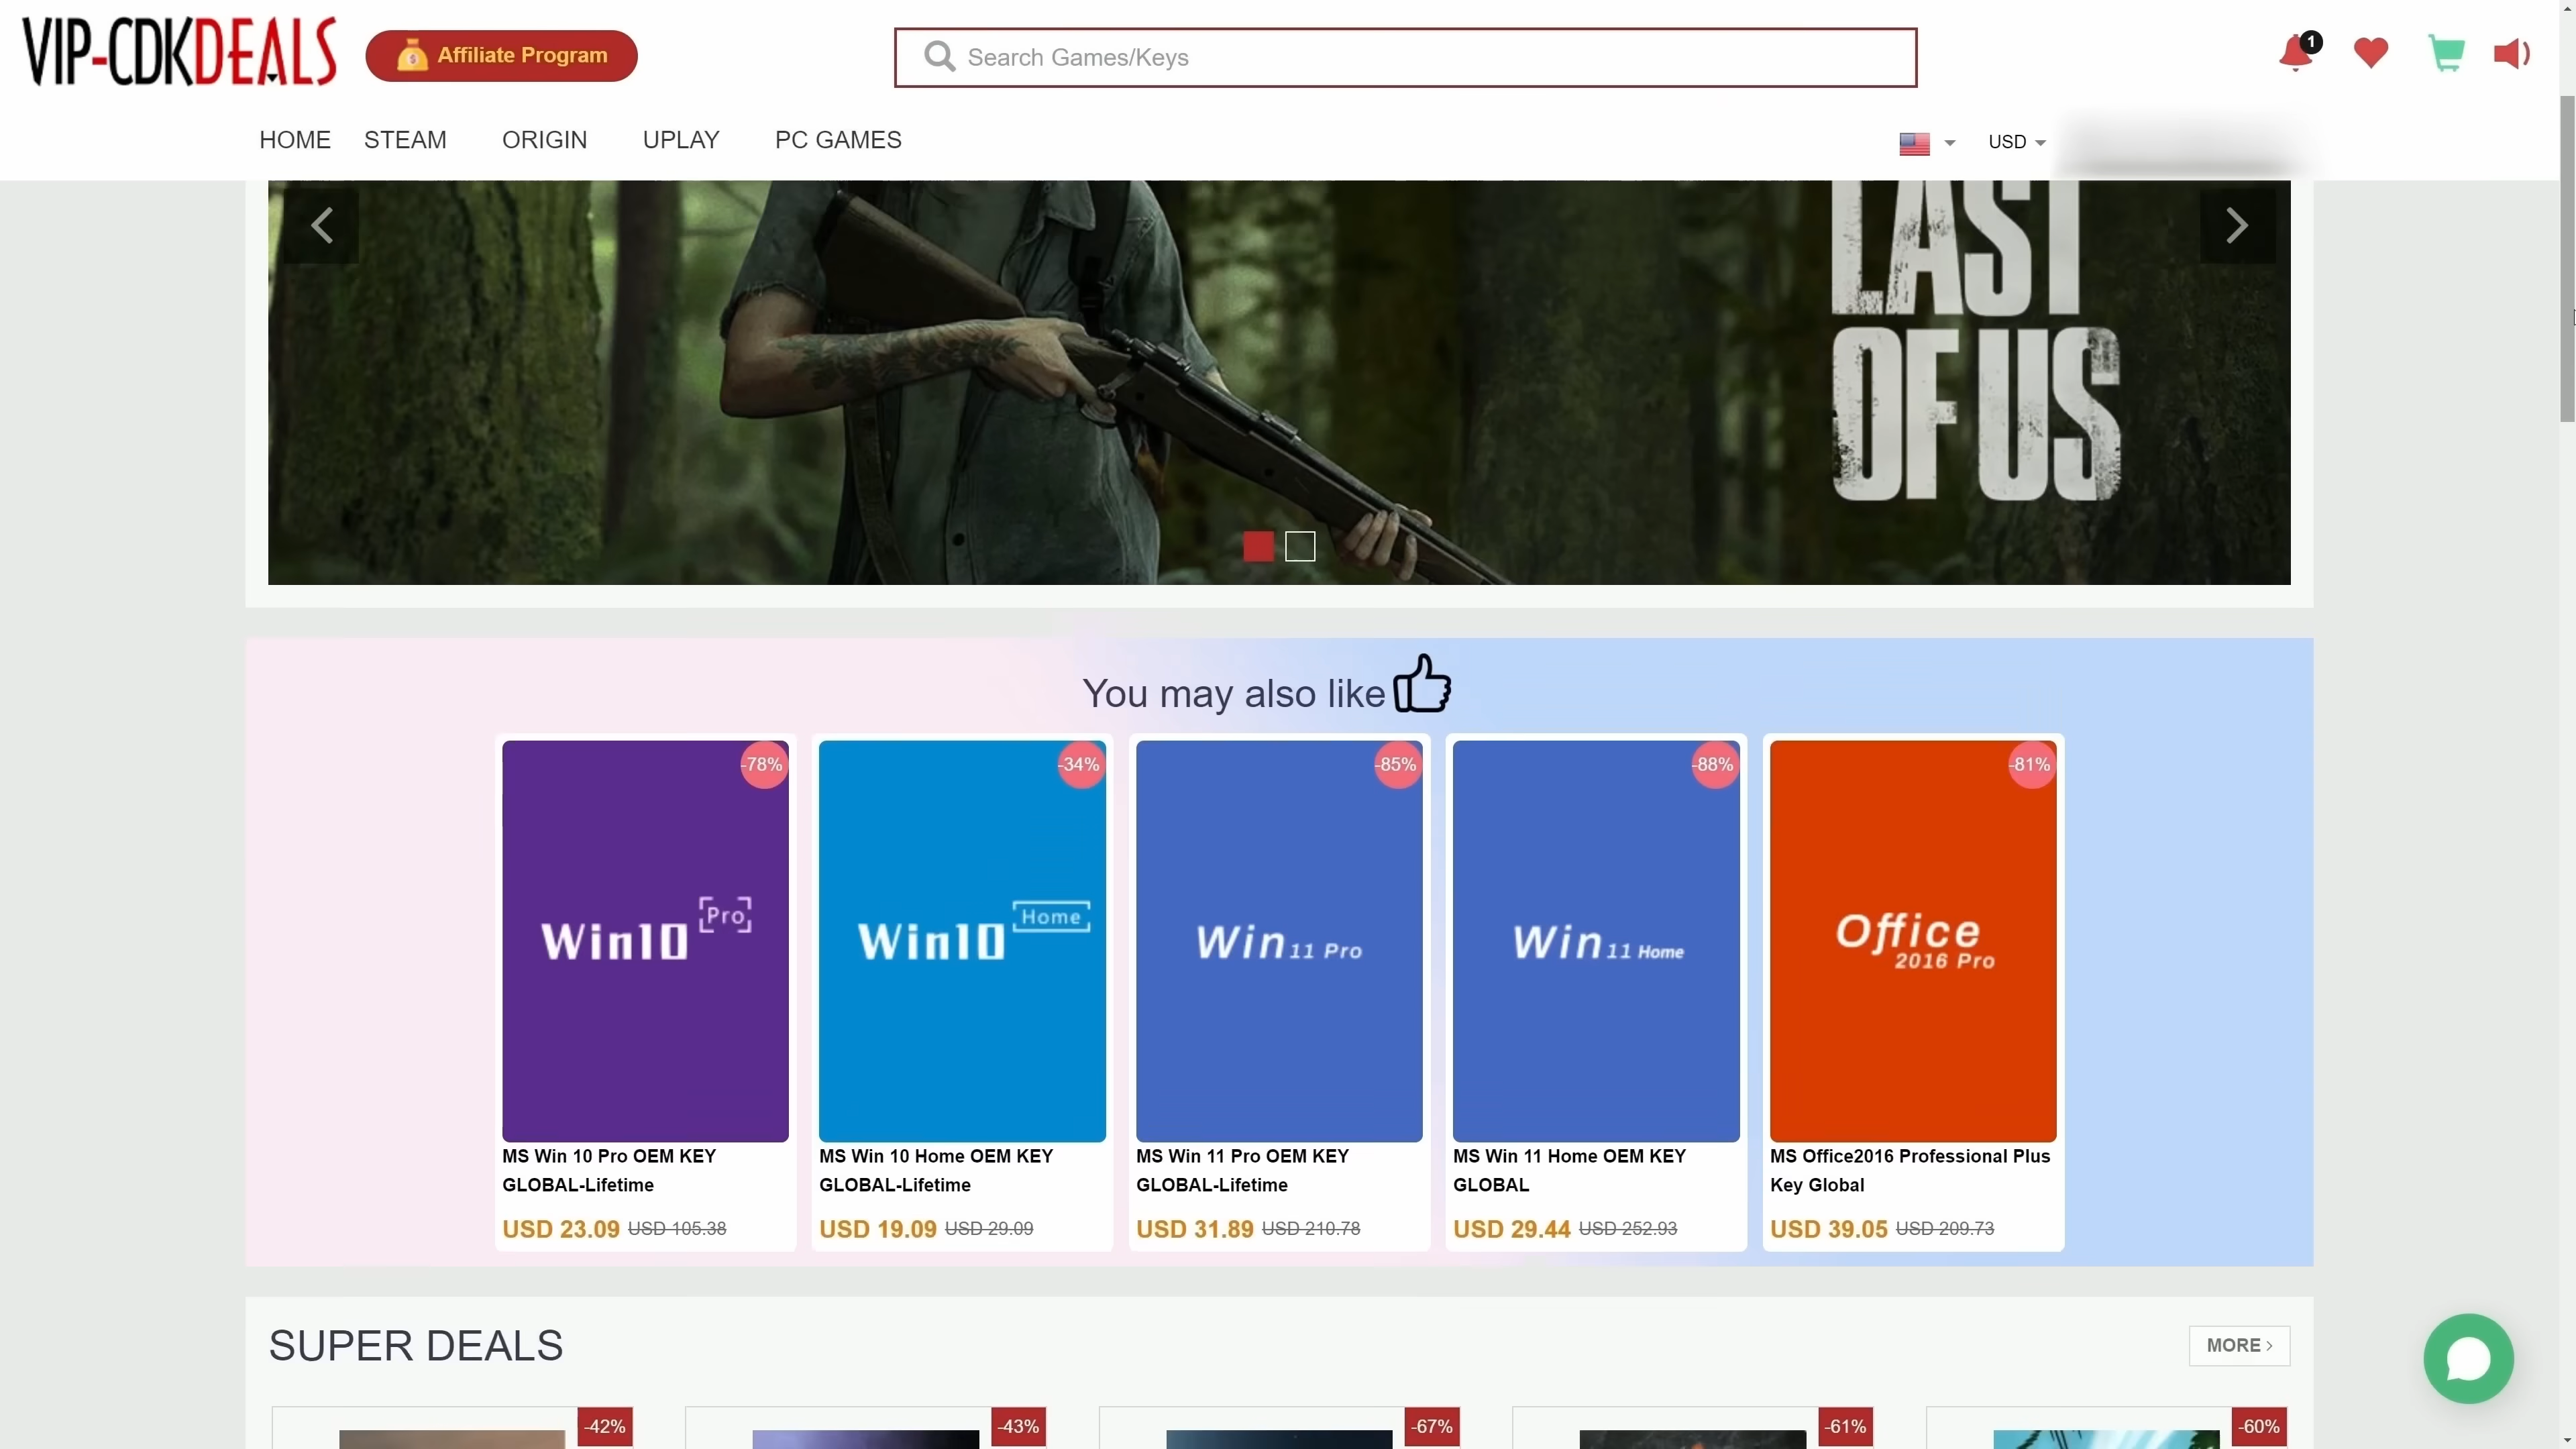 VIP-CDKDEALS
Affiliate Program
Search Games/Keys
1
HOME STEAM ORIGIN UPLAY PC GAMES
USD
LAST
OF US
You may also like
-78%
-34%
-85%
-88%
-81%
Win10 Pro
Win10 Home
Win 11 Pro
Win 11 Home
Office
2016 Pro
MS Win 10 Pro OEM KEY
GLOBAL-Lifetime
USD 23.09 USD 105.38
MS Win 10 Home OEM KEY
GLOBAL-Lifetime
USD 19.09 USD 29.09
MS Win 11 Pro OEM KEY
GLOBAL-Lifetime
USD 31.89 USD 210.78
MS Win 11 Home OEM KEY
GLOBAL
USD 29.44 USD 252.93
MS Office2016 Professional Plus
Key Global
USD 39.05 USD 209.73
SUPER DEALS
MORE >
-42%
-43%
-67%
-61%
-60%